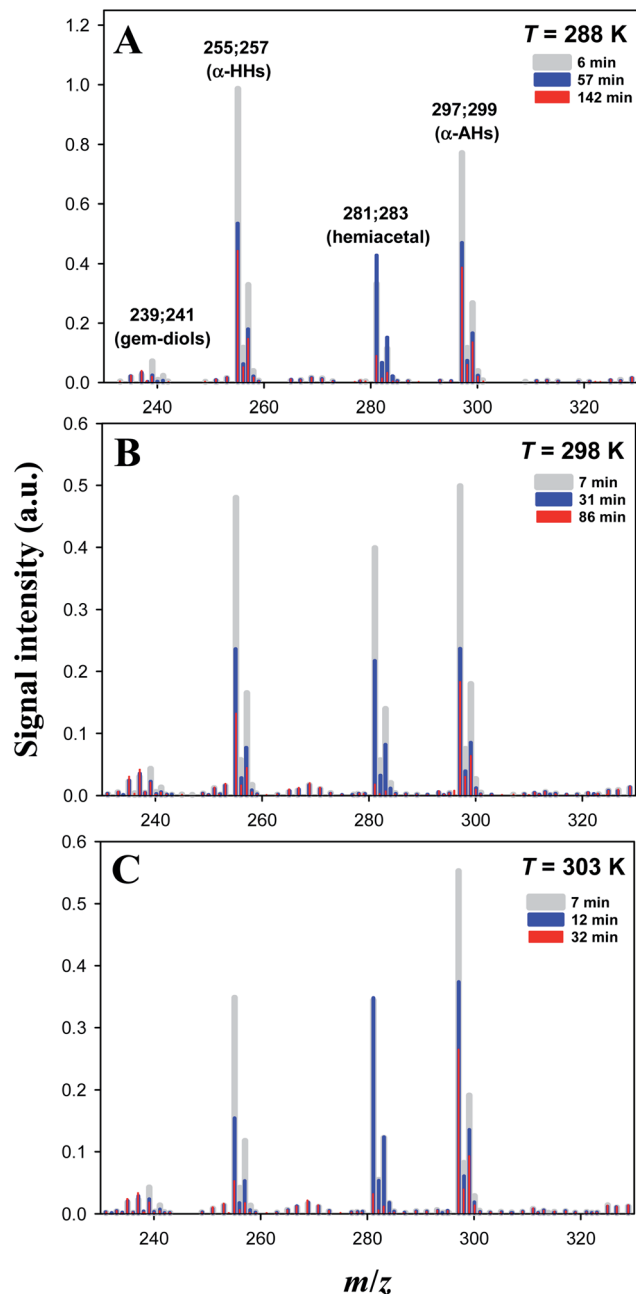 A
T = 288 K
6 min
57 min
142 min
255;257
(α-HHs)
297;299
(α-AHs)
281;283
(hemiacetal)
239;241
(gem-diols)
1.2
1.0
0.8
0.6
0.4
0.2
0.0
240 260 280 300 320
B
T = 298 K
7 min
31 min
86 min
0.6
0.5
0.4
0.3
0.2
0.1
0.0
240 260 280 300 320
C
T = 303 K
7 min
12 min
32 min
0.6
0.5
0.4
0.3
0.2
0.1
0.0
240 260 280 300 320
Signal intensity (a.u.)
m/z